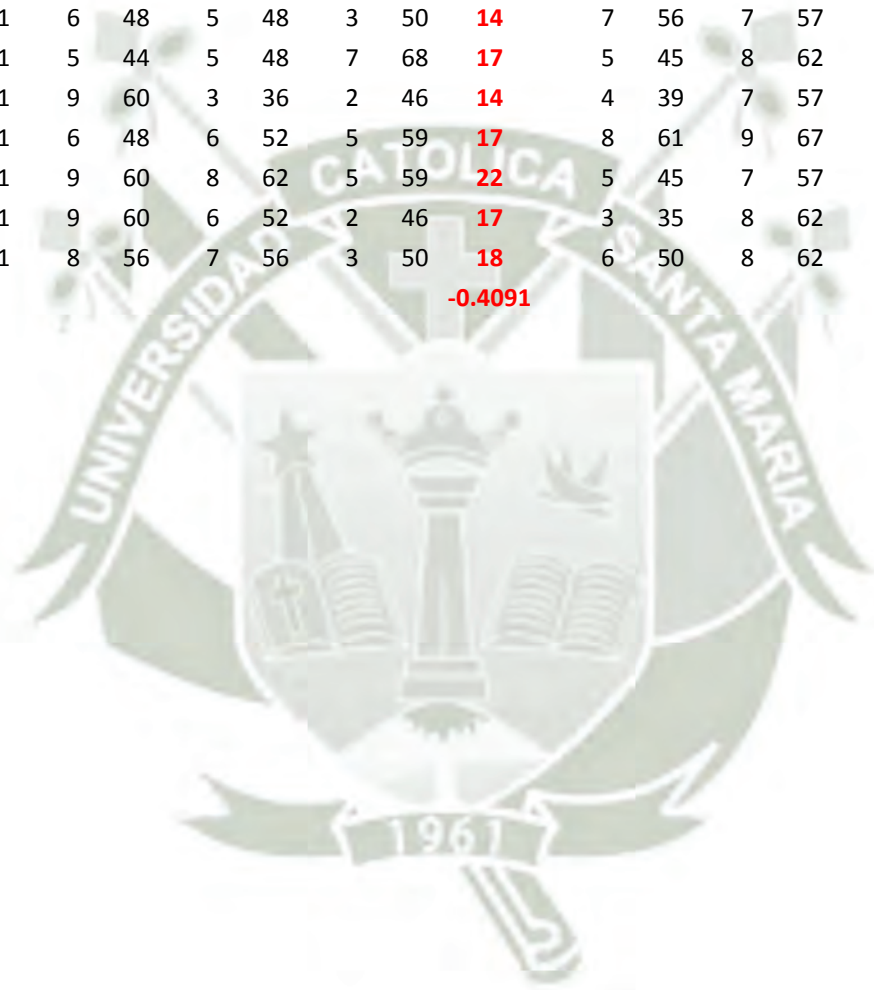 1 6 48 5 48 3 50 14 7 56 7 57
1 5 44 5 48 7 68 17 5 45 8 62
1 9 60 3 36 2 46 14 4 39 7 57
1 6 48 6 52 5 59 17 8 61 9 67
1 9 60 8 62 5 59 22 5 45 7 57
1 9 60 6 52 2 46 17 3 35 8 62
1 8 56 7 56 3 50 18 6 50 8 62
-0.4091
UNIVERSIDAD CATOLICA SANTA MARIA
1961